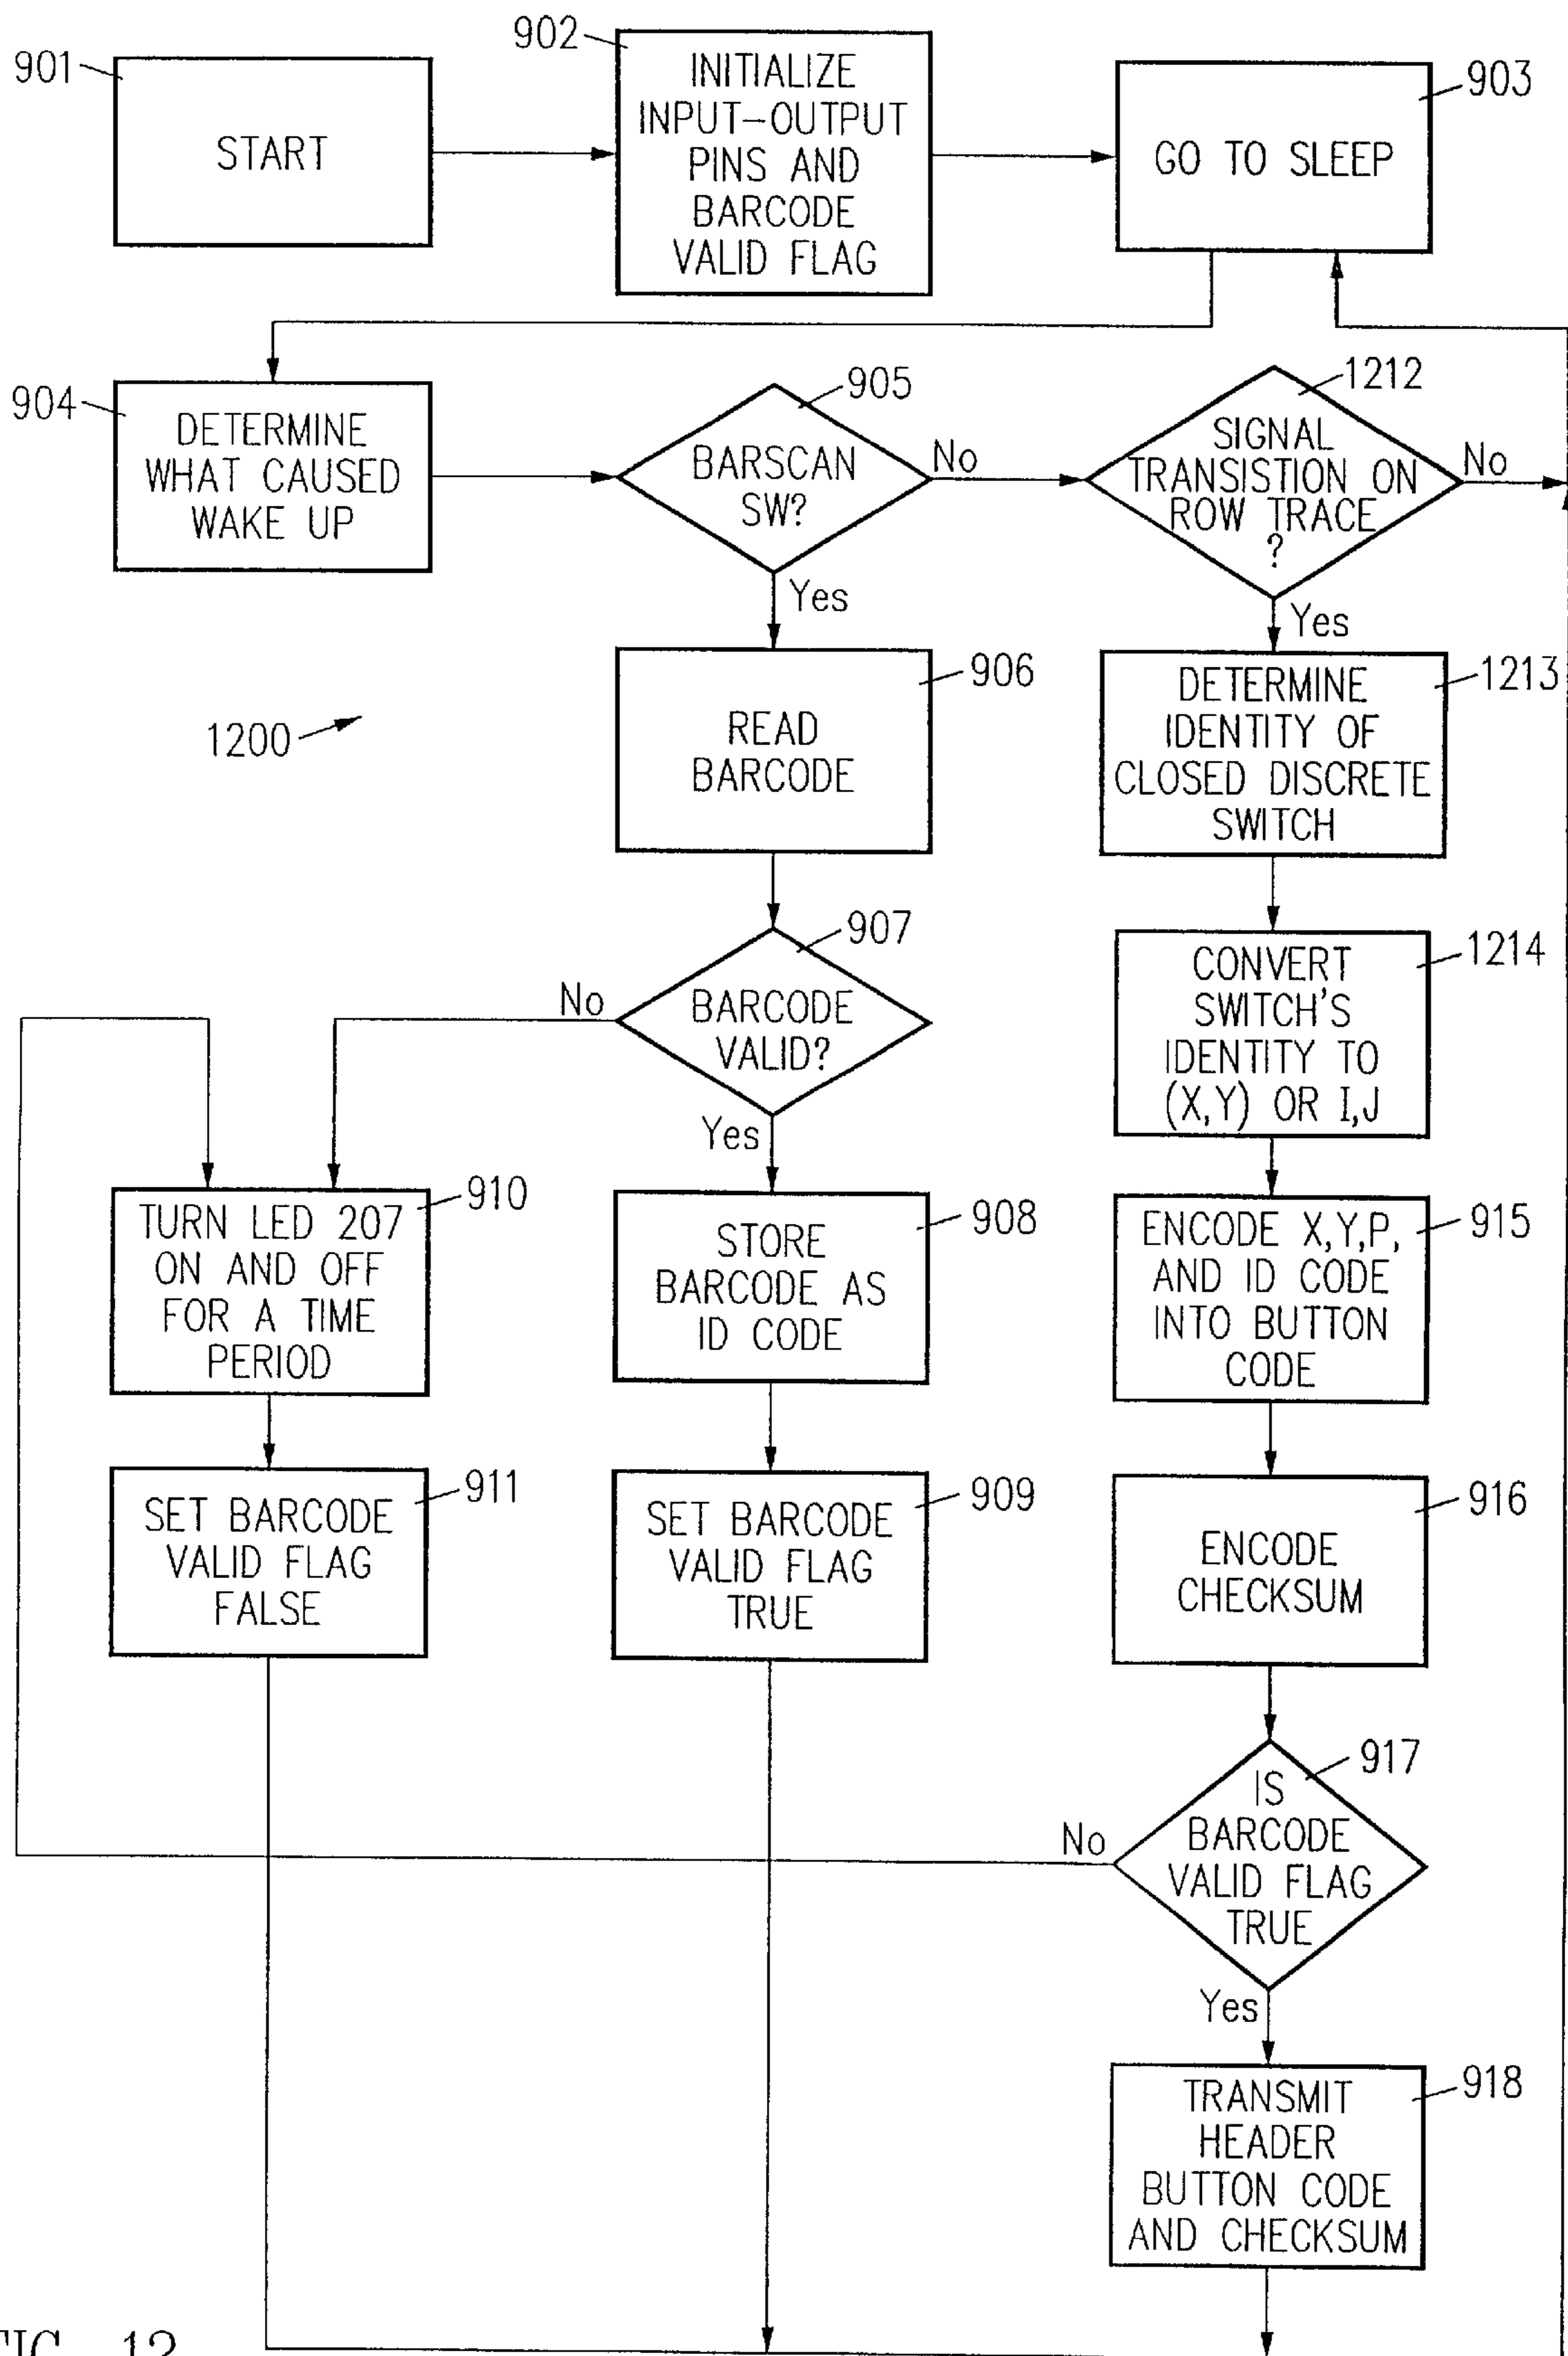 901
START
902
INITIALIZE
INPUT-OUTPUT
PINS AND
BARCODE
VALID FLAG
903
GO TO SLEEP
904
DETERMINE
WHAT CAUSED
WAKE UP
905
BARSCAN
SW?
No
Yes
1212
SIGNAL
TRANSISTION ON
ROW TRACE
?
No
Yes
1200
906
READ
BARCODE
1213
DETERMINE
IDENTITY OF
CLOSED DISCRETE
SWITCH
907
BARCODE
VALID?
No
Yes
1214
CONVERT
SWITCH'S
IDENTITY TO
(X,Y) OR I,J
910
TURN LED 207
ON AND OFF
FOR A TIME
PERIOD
908
STORE
BARCODE AS
ID CODE
915
ENCODE X,Y,P,
AND ID CODE
INTO BUTTON
CODE
911
SET BARCODE
VALID FLAG
FALSE
909
SET BARCODE
VALID FLAG
TRUE
916
ENCODE
CHECKSUM
917
IS
BARCODE
VALID FLAG
TRUE
No
Yes
918
TRANSMIT
HEADER
BUTTON CODE
AND CHECKSUM